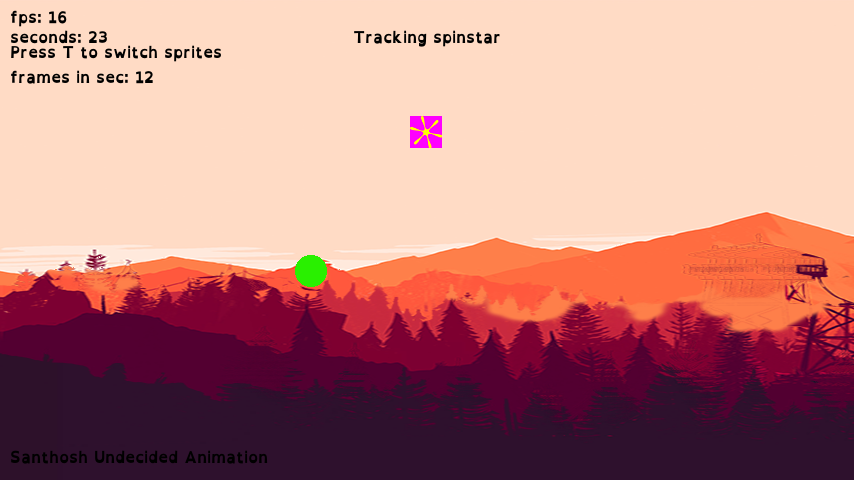 fps: 16
seconds: 23
Press T to switch sprites
frames in sec: 12
Tracking spinstar
Santhosh Undecided Animation